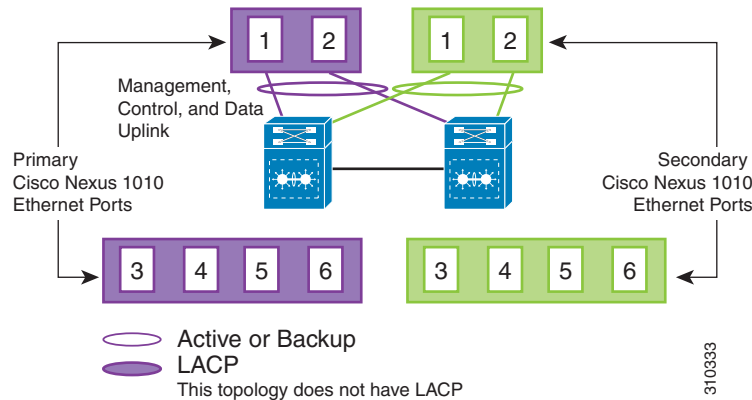 1 2 1 2
Management,
Control, and Data
Uplink
Primary
Cisco Nexus 1010
Ethernet Ports
Secondary
Cisco Nexus 1010
Ethernet Ports
3 4 5 6 3 4 5 6
Active or Backup
LACP
This topology does not have LACP
310333